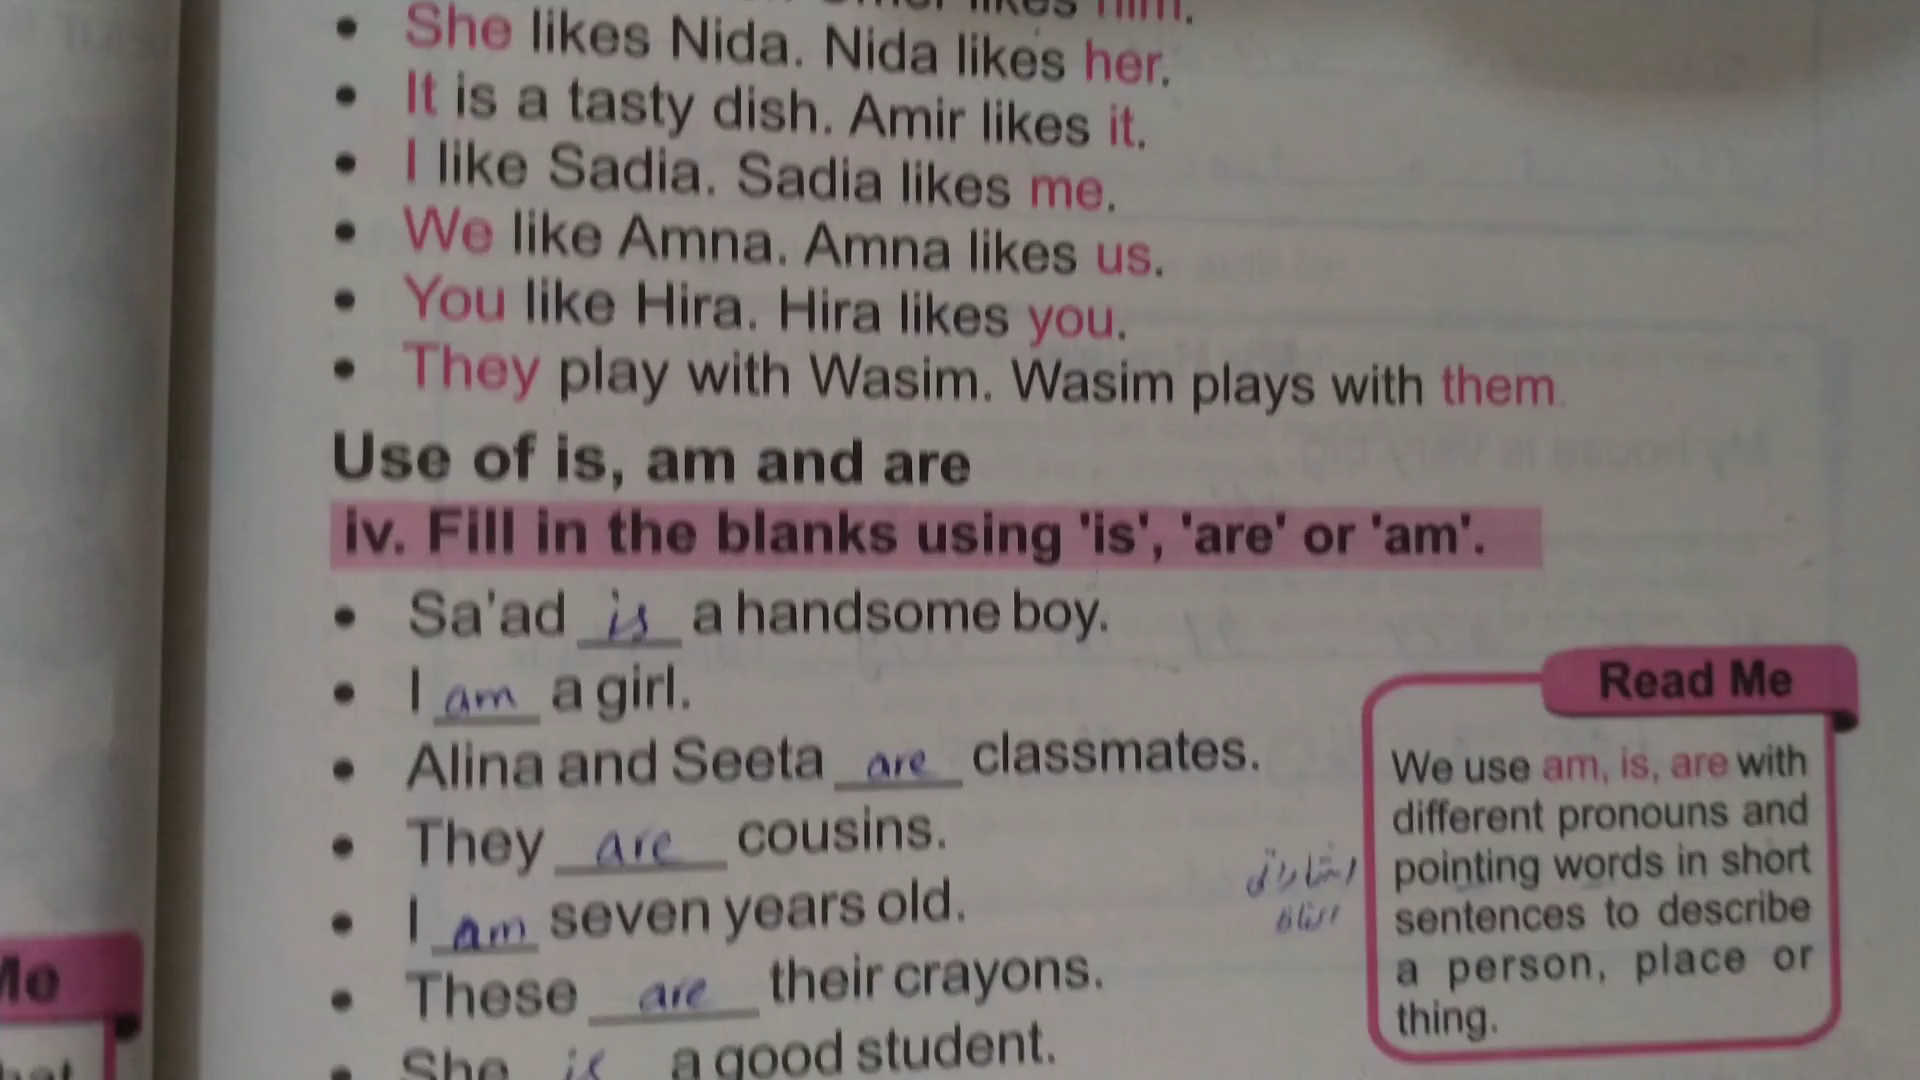 likes him.
• She likes Nida. Nida likes her.
• It is a tasty dish. Amir likes it.
• I like Sadia. Sadia likes me.
• We like Amna. Amna likes us.
• You like Hira. Hira likes you.
• They play with Wasim. Wasim plays with them.
Use of is, am and are
iv. Fill in the blanks using 'is', 'are' or 'am'.
• Sa'ad is a handsome boy.
• I am a girl.
• Alina and Seeta are classmates.
• They are cousins.
• I am seven years old.
• These are their crayons.
• She is a good student.
Read Me
We use am, is, are with
different pronouns and
pointing words in short
sentences to describe
a person, place or
thing.
Me